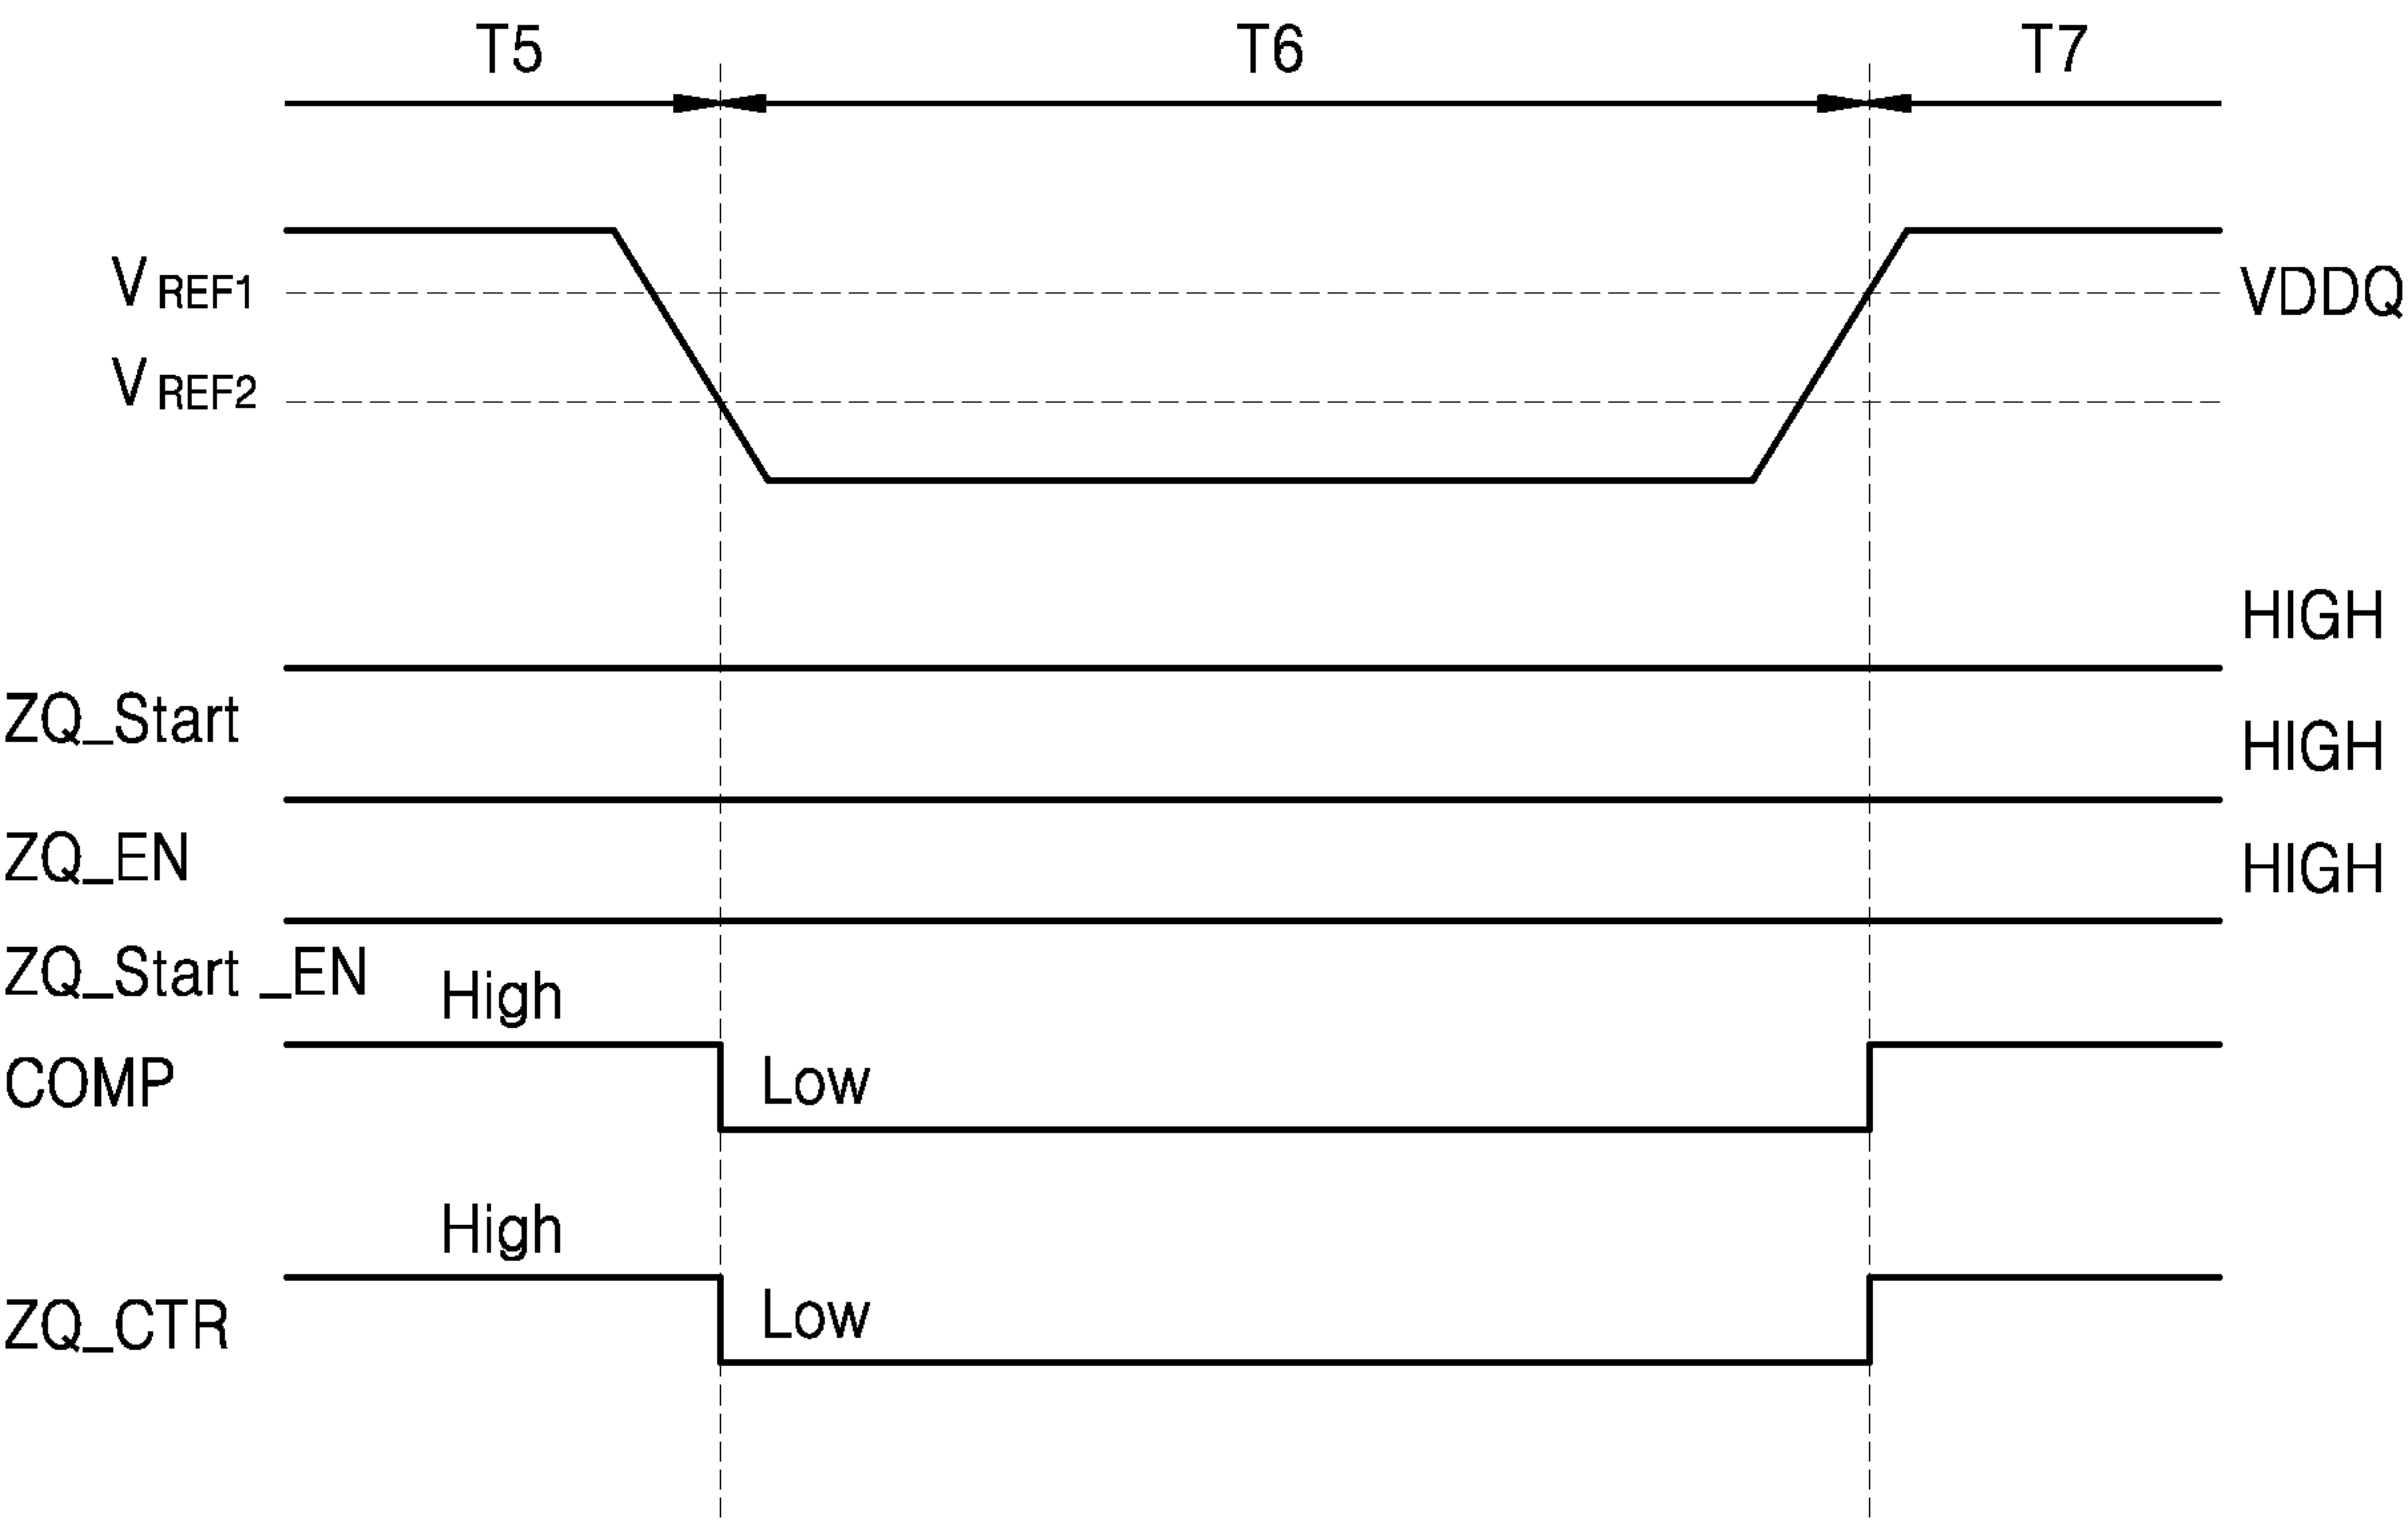 T5 T6 T7
VREF1 VDDQ
VREF2
HIGH
ZQ_Start
HIGH
ZQ_EN
HIGH
ZQ_Start _EN
High
COMP
Low
High
ZQ_CTR
Low